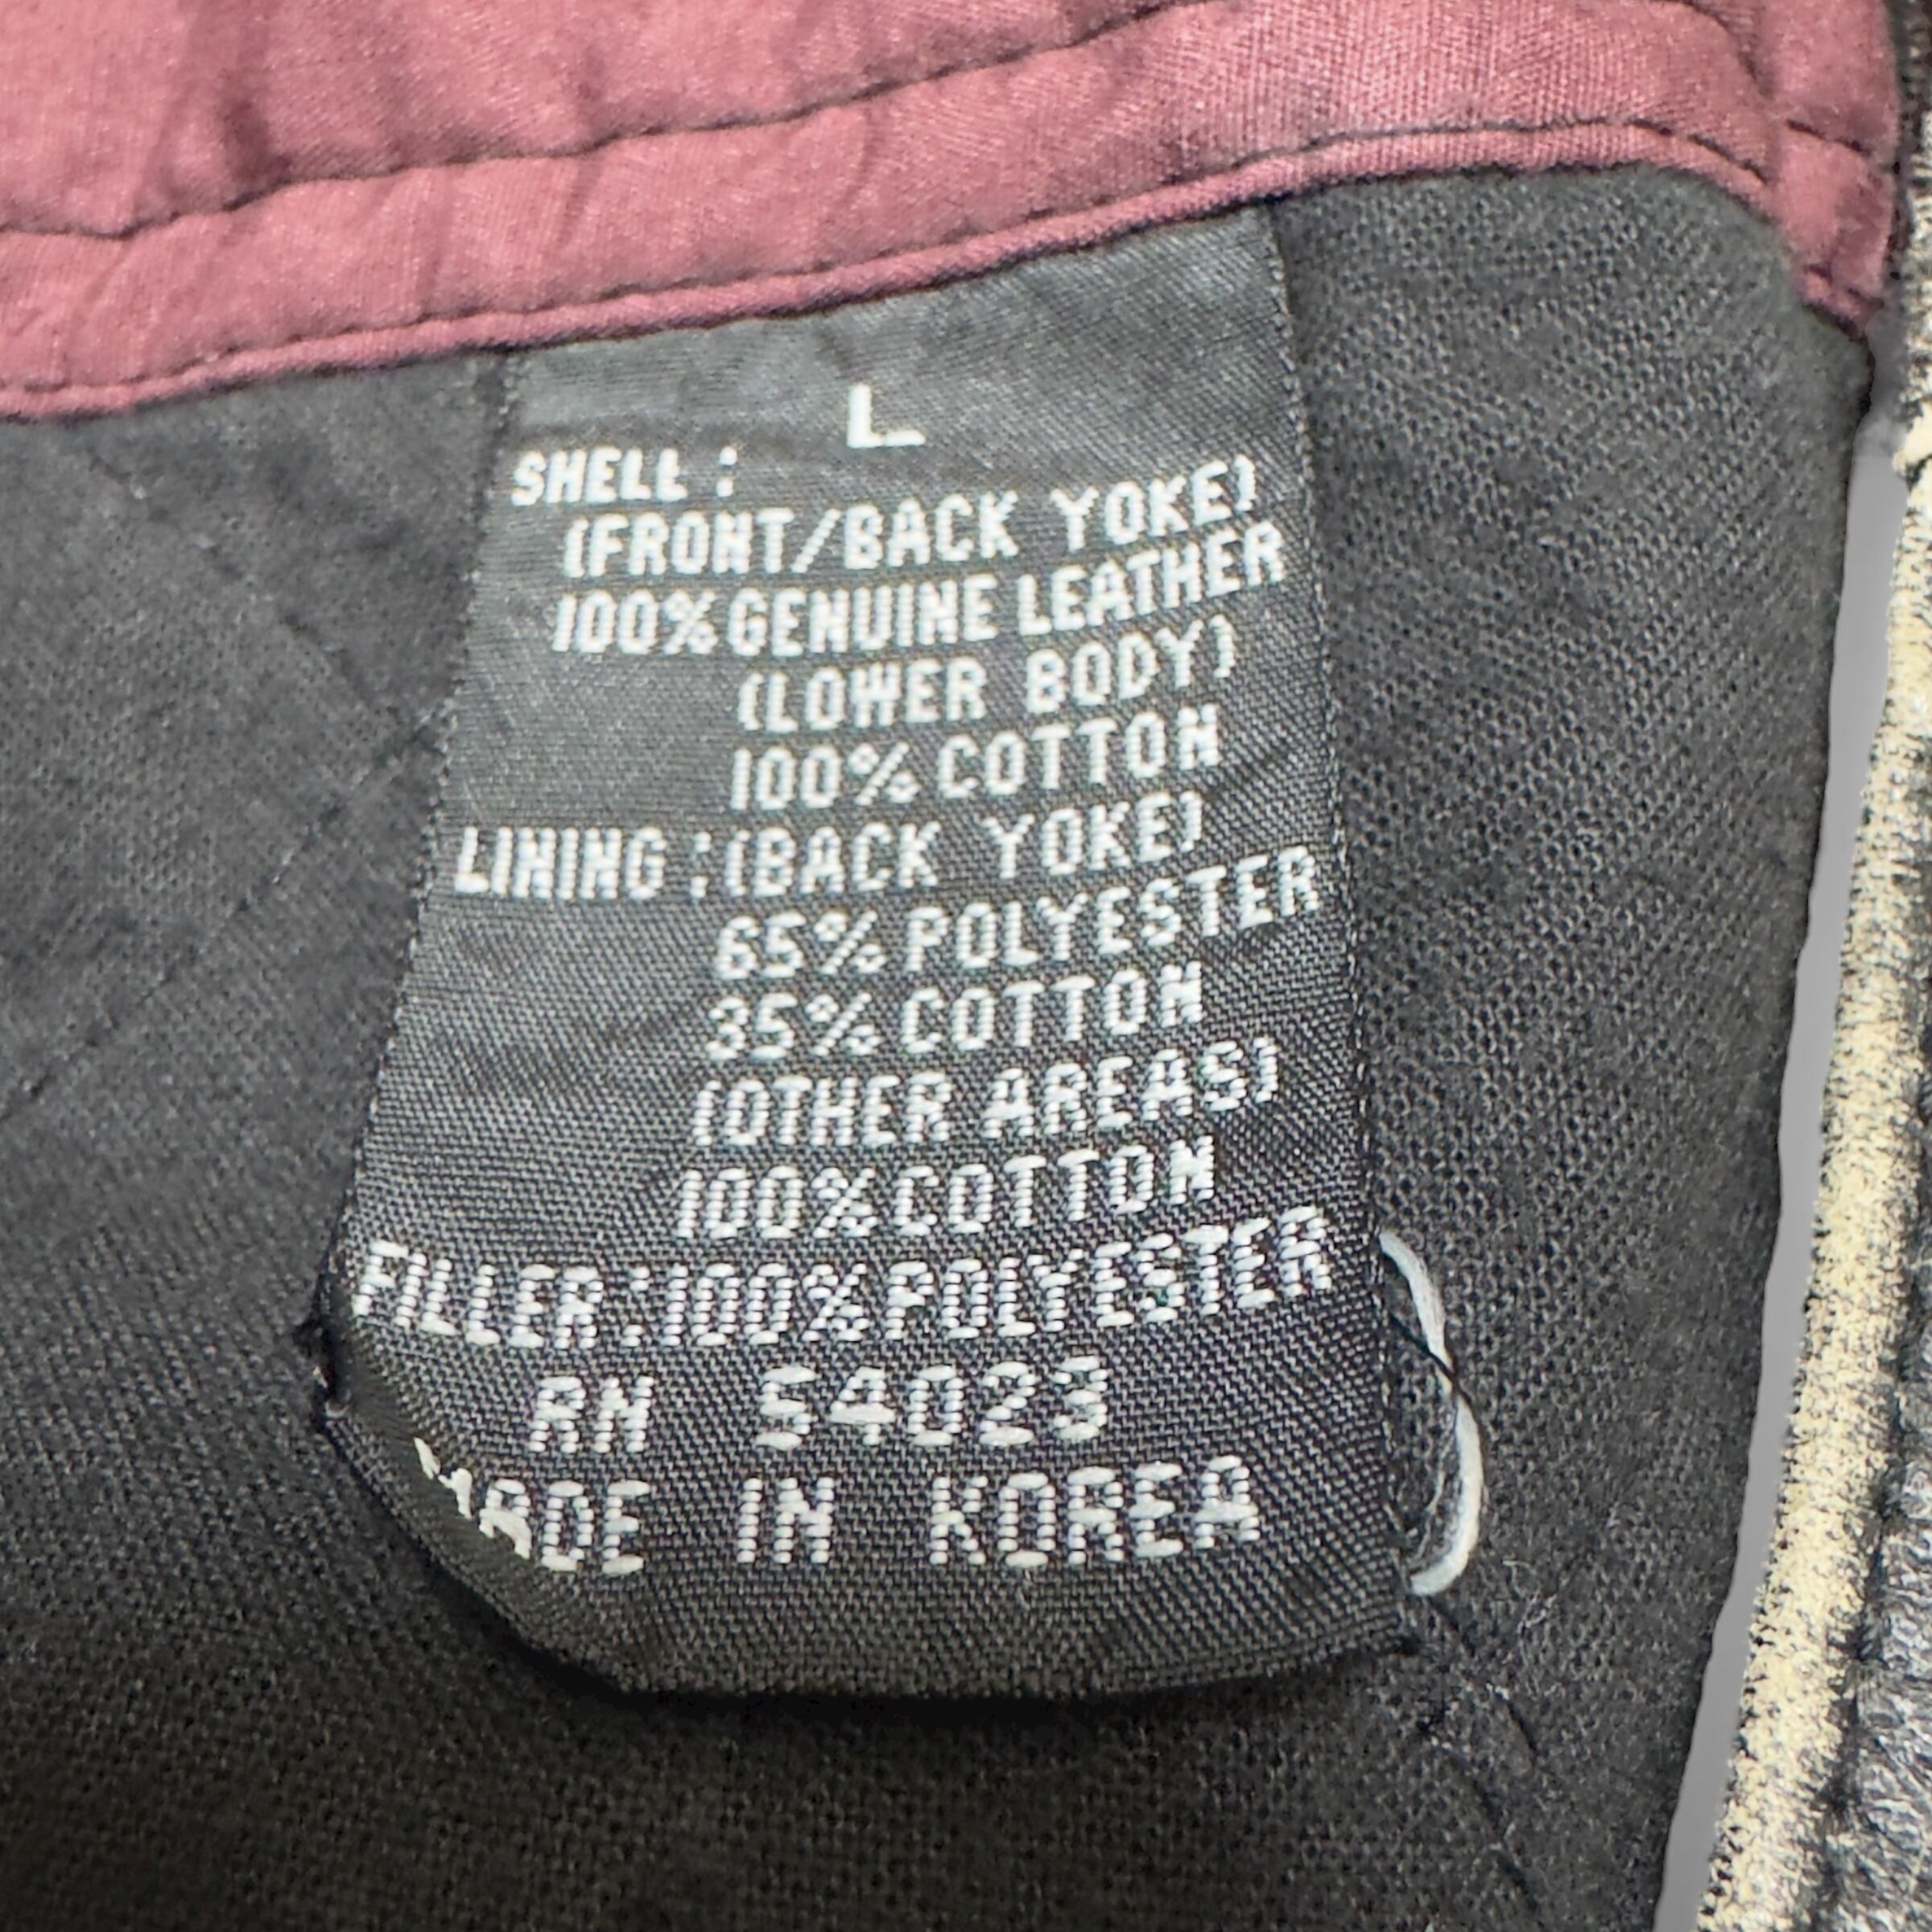 L
SHELL :
(FRONT/BACK YOKE)
100% GENUINE LEATHER
(LOWER BODY)
100% COTTON
LINING : (BACK YOKE)
65% POLYESTER
35% COTTON
(OTHER AREAS)
100% COTTON
FILLER : 100% POLYESTER
RN 54023
MADE IN KOREA